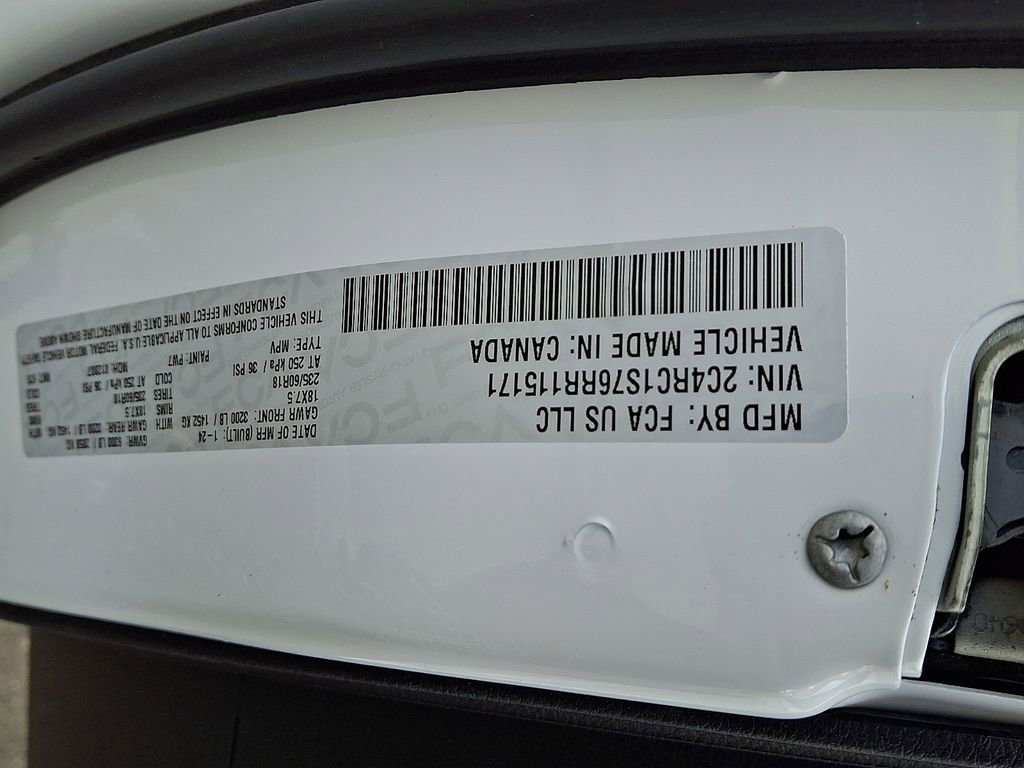 MFD BY: FCA US LLC
VIN: 2C4RC1S76RR115171
VEHICLE MADE IN: CANADA
DATE OF MFR (BUILT): 1-24
GAWR FRONT: 3200 LB / 1452 KG
18X7.5
235/60R18
AT 250 kPa / 36 PSI
TYPE: MPV
GVWR: 6300 LB / 2858 KG
GAWR REAR: 3200 LB / 1452 KG WITH
RIMS 18X7.5
TIRES 235/60R18
COLD AT 250 kPa / 36 PSI
PAINT: PW7
THIS VEHICLE CONFORMS TO ALL APPLICABLE U.S.A. FEDERAL MOTOR VEHICLE SAFETY
STANDARDS IN EFFECT ON THE DATE OF MANUFACTURE SHOWN ABOVE.